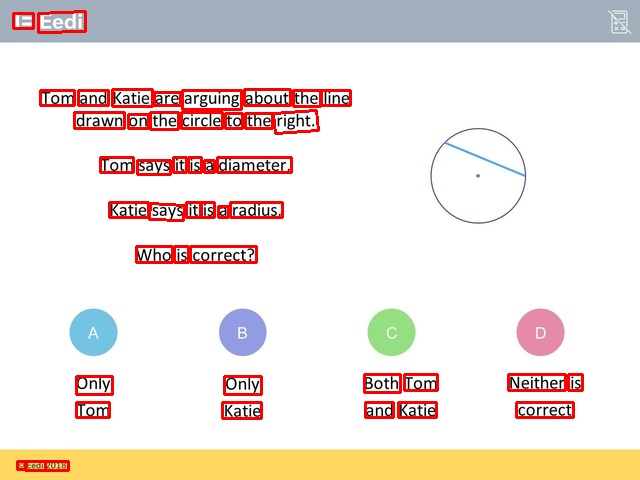 Eedi
Tom and Katie are arguing about the line
drawn on the circle to the right.
Tom says it is a diameter.
Katie says it is a radius.
Who is correct?
A
B
C
D
Only
Tom
Only
Katie
Both Tom
and Katie
Neither is
correct
© Eedi 2018